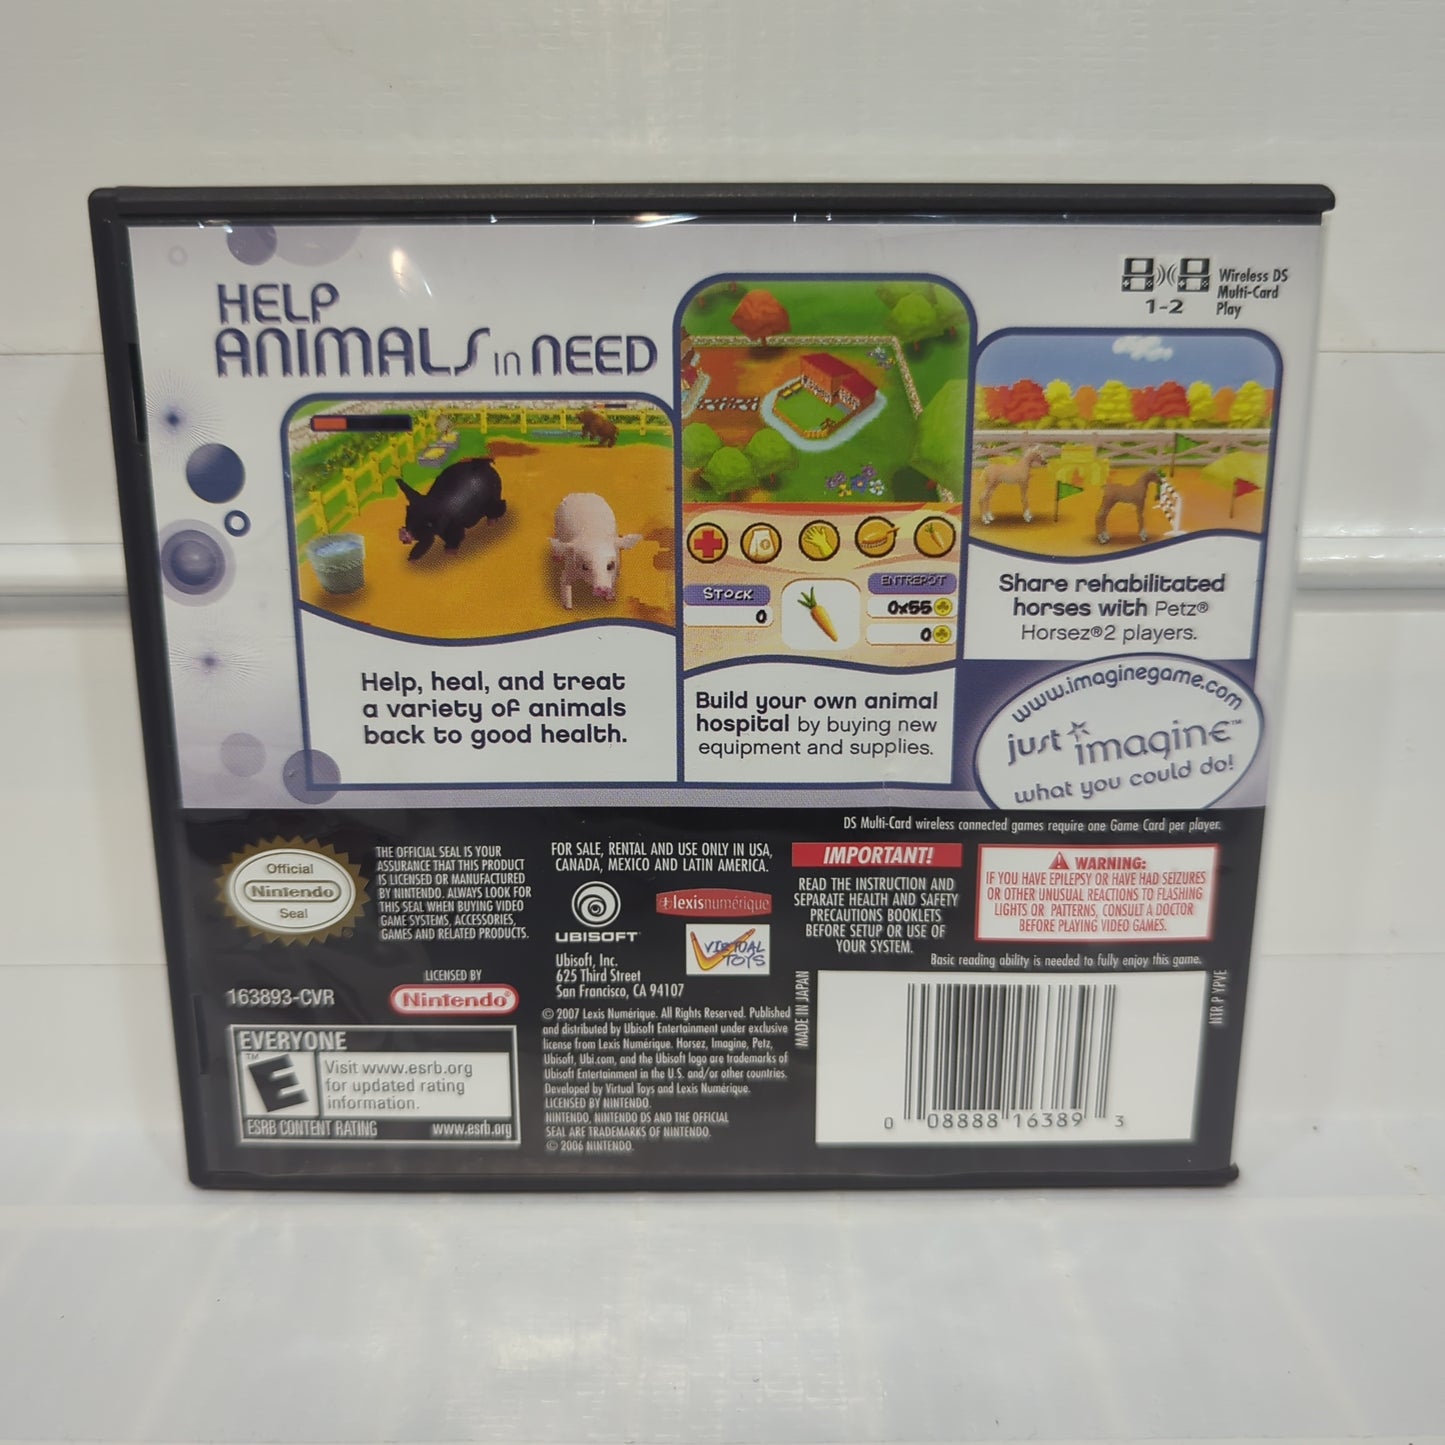 HELP
ANIMALS in NEED
1-2
Wireless DS
Multi-Card
Play
STOCK
0
ENTREPÔT
0x55
0
Help, heal, and treat
a variety of animals
back to good health.
Build your own animal
hospital by buying new
equipment and supplies.
Share rehabilitated
horses with Petz®
Horsez®2 players.
www.imaginegame.com
just imagine™
what you could do!
DS Multi-Card wireless connected games require one Game Card per player.
Official
Nintendo
Seal
THE OFFICIAL SEAL IS YOUR
ASSURANCE THAT THIS PRODUCT
IS LICENSED OR MANUFACTURED
BY NINTENDO. ALWAYS LOOK FOR
THIS SEAL WHEN BUYING VIDEO
GAME SYSTEMS, ACCESSORIES,
GAMES AND RELATED PRODUCTS.
163893-CVR
LICENSED BY
Nintendo®
EVERYONE
E
TM
Visit www.esrb.org
for updated rating
information.
ESRB CONTENT RATING www.esrb.org
FOR SALE, RENTAL AND USE ONLY IN USA,
CANADA, MEXICO AND LATIN AMERICA.
UBISOFT™
lexisnumérique
VIRTUAL
TOYS
Ubisoft, Inc.
625 Third Street
San Francisco, CA 94107
© 2007 Lexis Numérique. All Rights Reserved. Published
and distributed by Ubisoft Entertainment under exclusive
license from Lexis Numérique. Horsez, Imagine, Petz,
Ubisoft, Ubi.com, and the Ubisoft logo are trademarks of
Ubisoft Entertainment in the U.S. and/or other countries.
Developed by Virtual Toys and Lexis Numérique.
LICENSED BY NINTENDO.
NINTENDO, NINTENDO DS AND THE OFFICIAL
SEAL ARE TRADEMARKS OF NINTENDO.
© 2006 NINTENDO.
IMPORTANT!
READ THE INSTRUCTION AND
SEPARATE HEALTH AND SAFETY
PRECAUTIONS BOOKLETS
BEFORE SETUP OR USE OF
YOUR SYSTEM.
WARNING:
IF YOU HAVE EPILEPSY OR HAVE HAD SEIZURES
OR OTHER UNUSUAL REACTIONS TO FLASHING
LIGHTS OR PATTERNS, CONSULT A DOCTOR
BEFORE PLAYING VIDEO GAMES.
Basic reading ability is needed to fully enjoy this game.
MADE IN JAPAN
NTR P YPVE
0 08888 16389 3